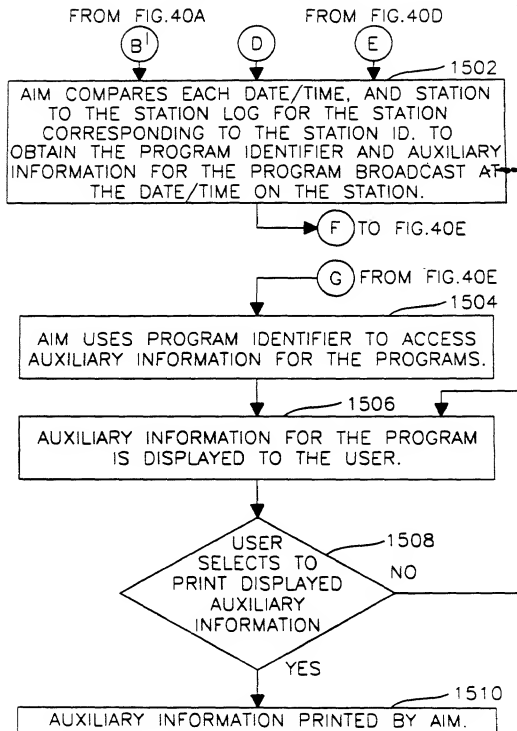 FROM FIG.40A
FROM FIG.40D
B'
D
E
1502
AIM COMPARES EACH DATE/TIME, AND STATION
TO THE STATION LOG FOR THE STATION
CORRESPONDING TO THE STATION ID. TO
OBTAIN THE PROGRAM IDENTIFIER AND AUXILIARY
INFORMATION FOR THE PROGRAM BROADCAST AT
THE DATE/TIME ON THE STATION.
F TO FIG.40E
G FROM FIG.40E
1504
AIM USES PROGRAM IDENTIFIER TO ACCESS
AUXILIARY INFORMATION FOR THE PROGRAMS.
1506
AUXILIARY INFORMATION FOR THE PROGRAM
IS DISPLAYED TO THE USER.
1508
USER
SELECTS TO
PRINT DISPLAYED
AUXILIARY
INFORMATION
NO
YES
1510
AUXILIARY INFORMATION PRINTED BY AIM.